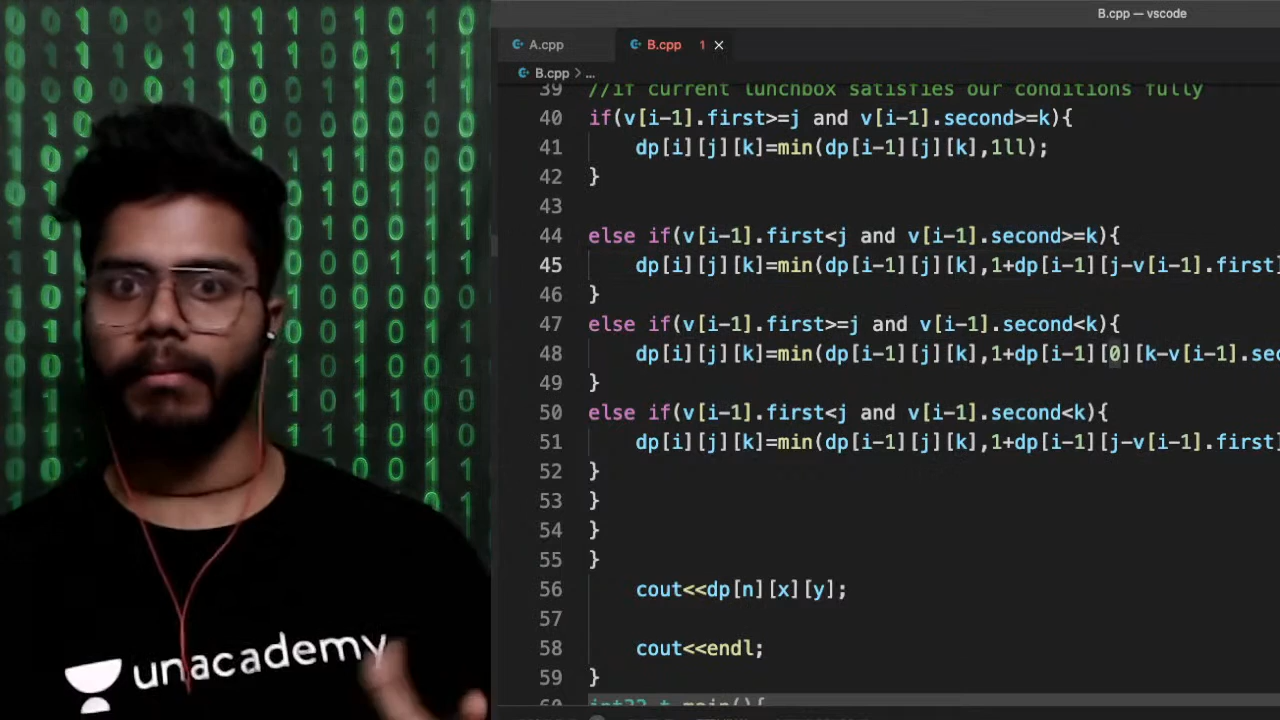 B.cpp — vscode
A.cpp
B.cpp 1 ×
B.cpp > ...
39 //if current lunchbox satisfies our conditions fully
40 if(v[i-1].first>=j and v[i-1].second>=k){
41 dp[i][j][k]=min(dp[i-1][j][k],1ll);
42 }
43
44 else if(v[i-1].first<j and v[i-1].second>=k){
45 dp[i][j][k]=min(dp[i-1][j][k],1+dp[i-1][j-v[i-1].first]
46 }
47 else if(v[i-1].first>=j and v[i-1].second<k){
48 dp[i][j][k]=min(dp[i-1][j][k],1+dp[i-1][0][k-v[i-1].sec
49 }
50 else if(v[i-1].first<j and v[i-1].second<k){
51 dp[i][j][k]=min(dp[i-1][j][k],1+dp[i-1][j-v[i-1].first]
52 }
53 }
54 }
55 }
56 cout<<dp[n][x][y];
57
58 cout<<endl;
59 }
60 int32_t main(){
unacademy